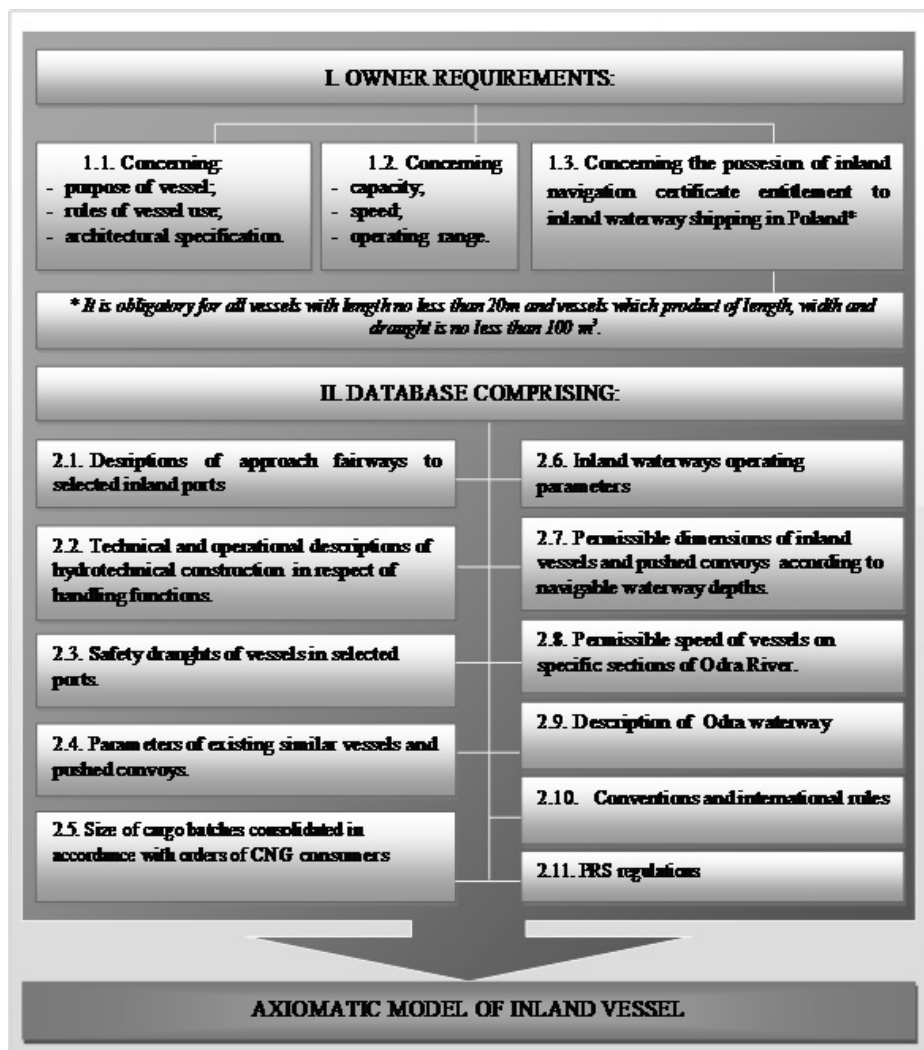 I. OWNER REQUIREMENTS:
1.1. Concerning:
- purpose of vessel;
- rules of vessel use;
- architectural specification.
1.2. Concerning
- capacity;
- speed;
- operating range.
1.3. Concerning the possesion of inland
navigation certificate entitlement to
inland waterway shipping in Poland*
* It is obligatory for all vessels with length no less than 20m and vessels which product of length, width and
draught is no less than 100 m³.
II. DATABASE COMPRISING:
2.1. Desriptions of approach fairways to
selected inland ports
2.2. Technical and operational descriptions of
hydrotechnical construction in respect of
handling functions.
2.3. Safety draughts of vessels in selected
ports.
2.4. Parameters of existing similar vessels and
pushed convoys.
2.5. Size of cargo batches consolidated in
accordance with orders of CNG consumers
2.6. Inland waterways operating
parameters
2.7. Permissible dimensions of inland
vessels and pushed convoys according to
navigable waterway depths.
2.8. Permissible speed of vessels on
specific sections of Odra River.
2.9. Description of Odra waterway
2.10. Conventions and international rules
2.11. PRS regulations
AXIOMATIC MODEL OF INLAND VESSEL